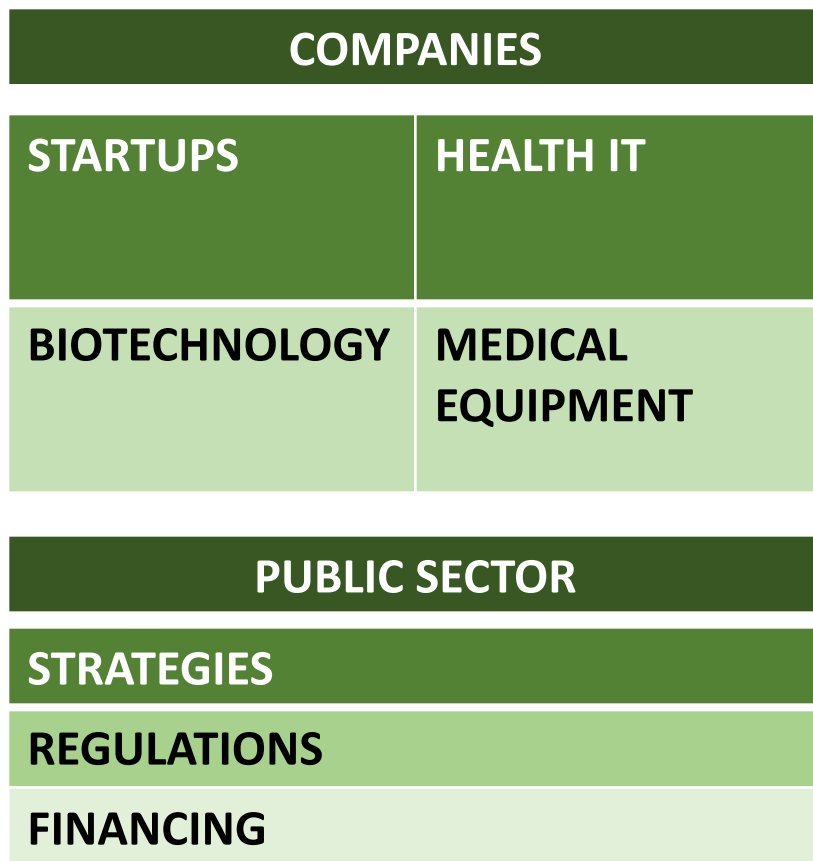 COMPANIES
STARTUPS
HEALTH IT
BIOTECHNOLOGY
MEDICAL
EQUIPMENT
PUBLIC SECTOR
STRATEGIES
REGULATIONS
FINANCING